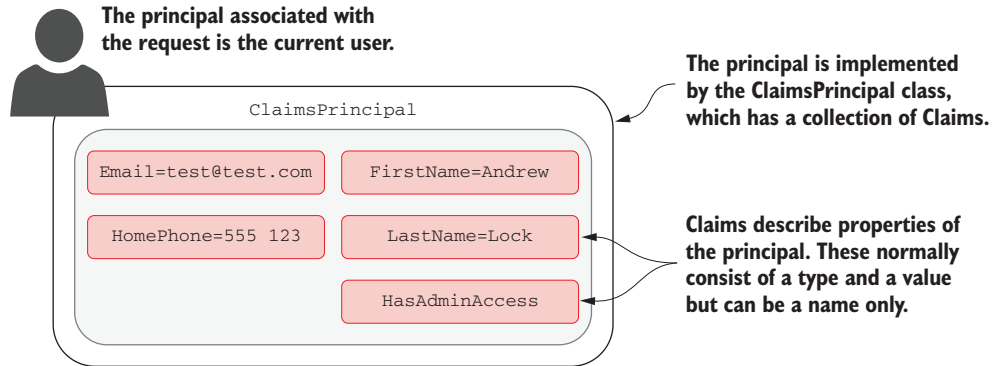 The principal associated with
the request is the current user.
The principal is implemented
by the ClaimsPrincipal class,
which has a collection of Claims.
ClaimsPrincipal
Email=test@test.com
FirstName=Andrew
HomePhone=555 123
LastName=Lock
HasAdminAccess
Claims describe properties of
the principal. These normally
consist of a type and a value
but can be a name only.